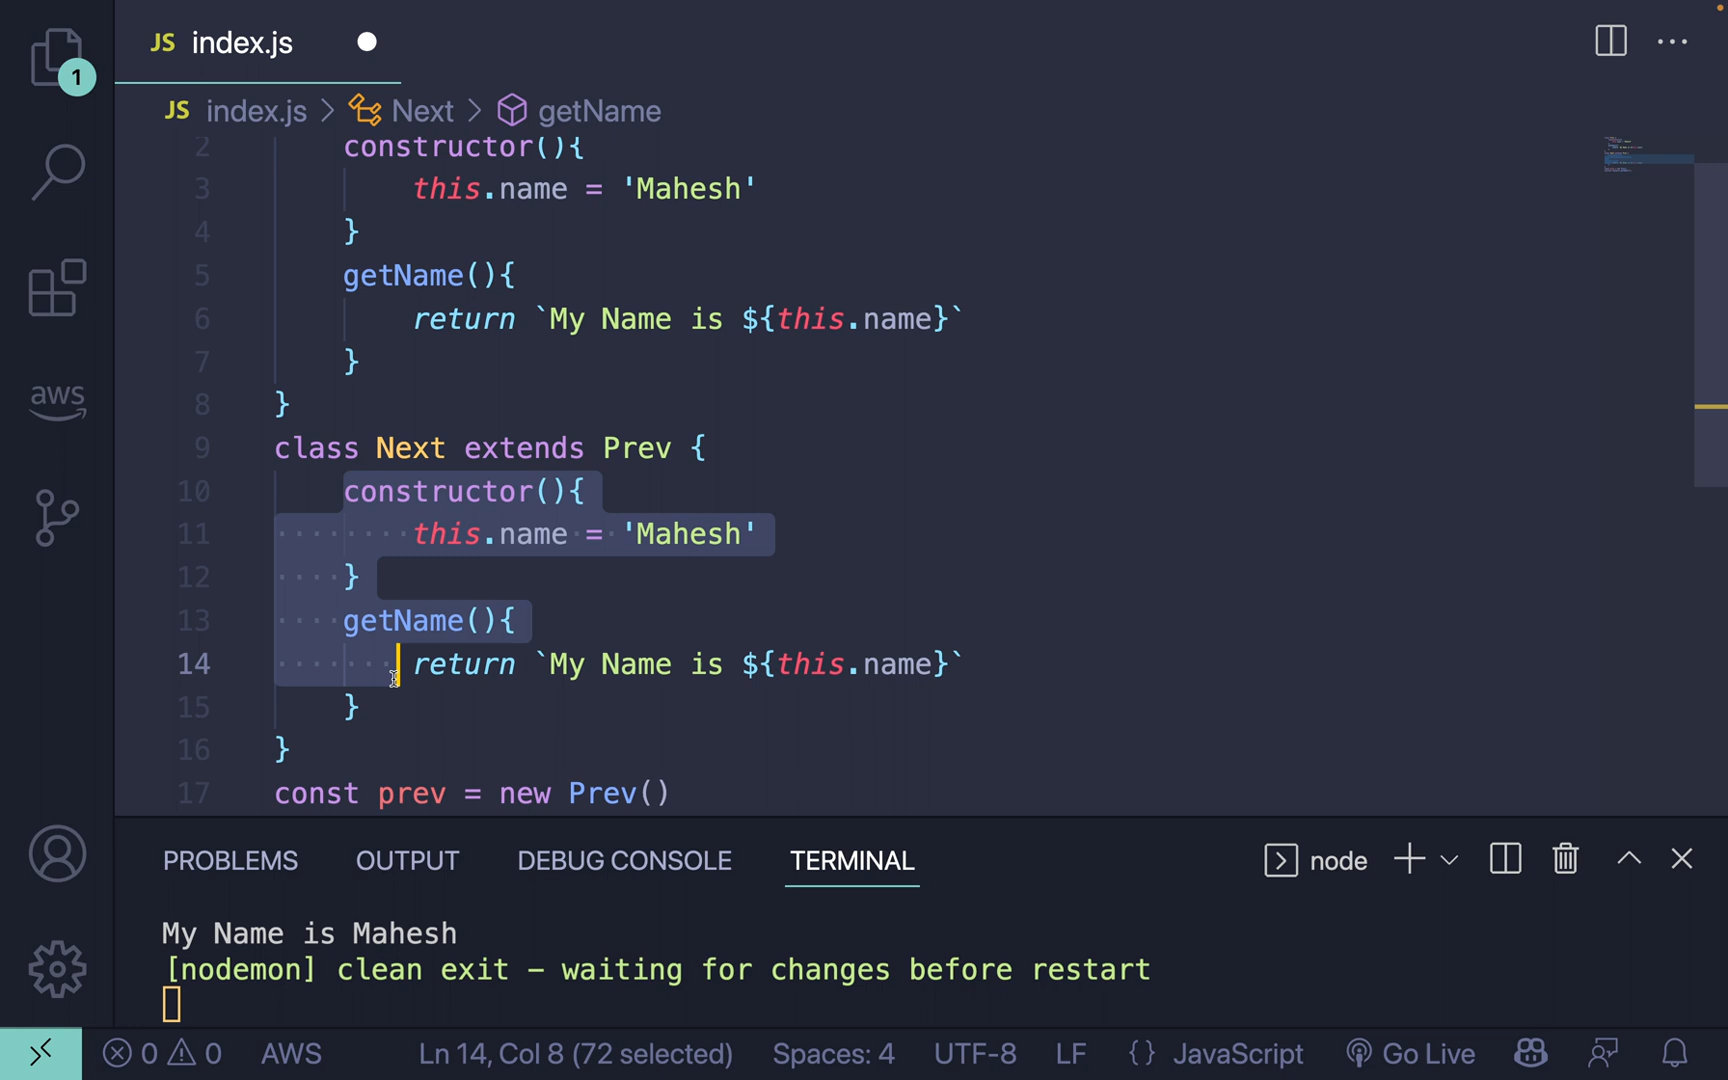 JS index.js
1
JS index.js > Next > getName
2 constructor(){
3 this.name = 'Mahesh'
4 }
5 getName(){
6 return `My Name is ${this.name}`
7 }
8 }
9 class Next extends Prev {
10 constructor(){
11 this.name = 'Mahesh'
12 }
13 getName(){
14 return `My Name is ${this.name}`
15 }
16 }
17 const prev = new Prev()
aws
PROBLEMS OUTPUT DEBUG CONSOLE TERMINAL node
My Name is Mahesh
[nodemon] clean exit – waiting for changes before restart
0 0 AWS Ln 14, Col 8 (72 selected) Spaces: 4 UTF-8 LF {} JavaScript Go Live